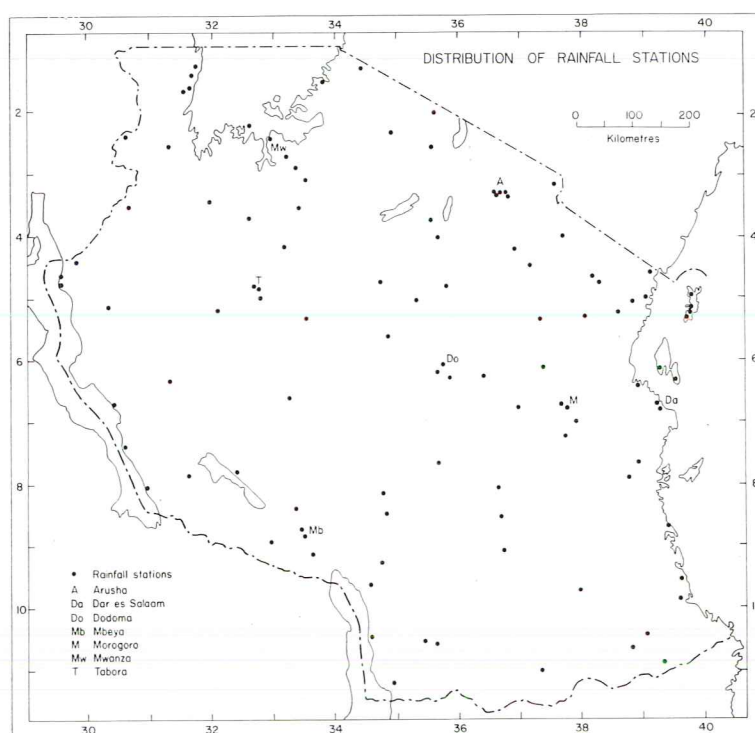 30 32 34 36 38 40
DISTRIBUTION OF RAINFALL STATIONS
2 2
0 100 200
Kilometres
Mw
A
4 4
T
6 6
Do
M Da
8 8
Mb
• Rainfall stations
A Arusha
Da Dar es Salaam
Do Dodoma
Mb Mbeya
M Morogoro
Mw Mwanza
T Tabora
10 10
30 32 34 36 38 40